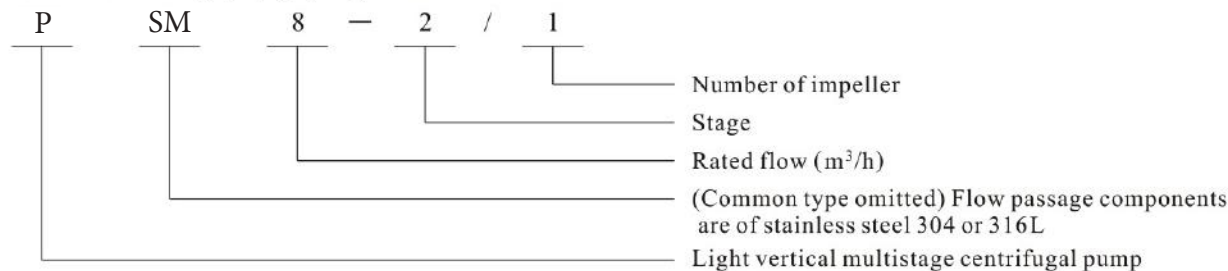 P SM 8 — 2 / 1
Number of impeller
Stage
Rated flow (m³/h)
(Common type omitted) Flow passage components
are of stainless steel 304 or 316L
Light vertical multistage centrifugal pump